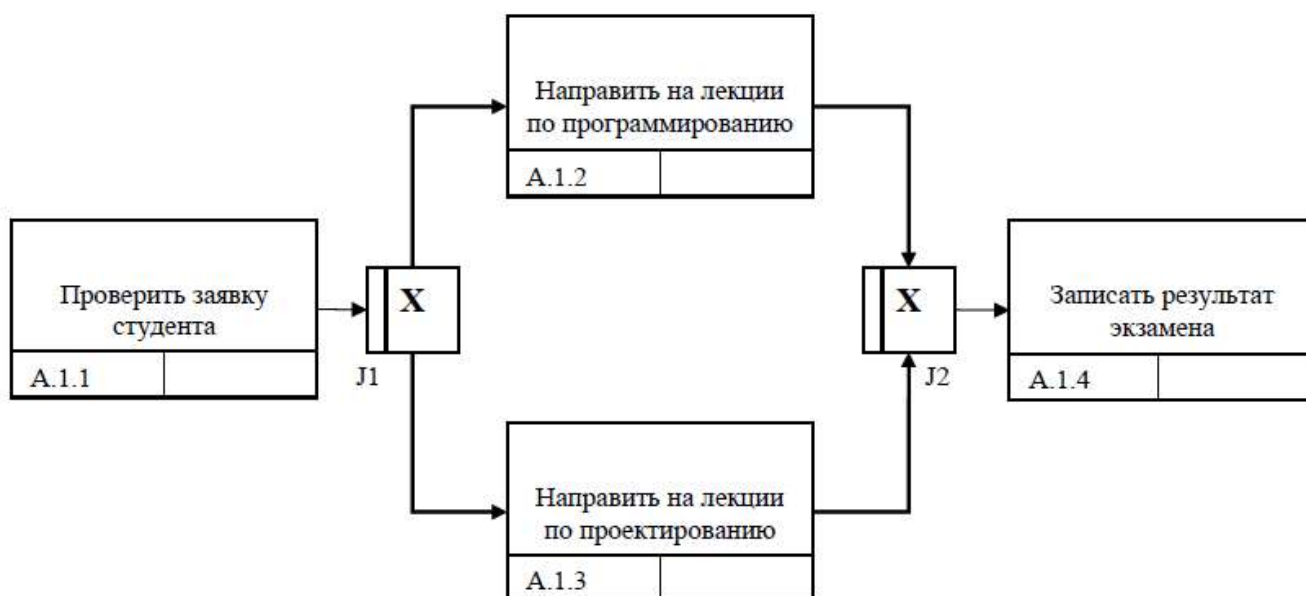 Направить на лекции
по программированию
A.1.2
Проверить заявку
студента
A.1.1
X
J1
X
J2
Записать результат
экзамена
A.1.4
Направить на лекции
по проектированию
A.1.3